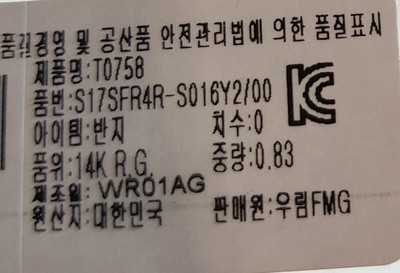 품질경영 및 공산품 안전관리법에 의한 품질표시
제품명:T0758
품번:S17SFR4R-S016Y2/00
아이템:반지 치수:0
품위:14K R.G. 중량:0.83
제조원:WR01AG
원산지:대한민국 판매원:우림FMG